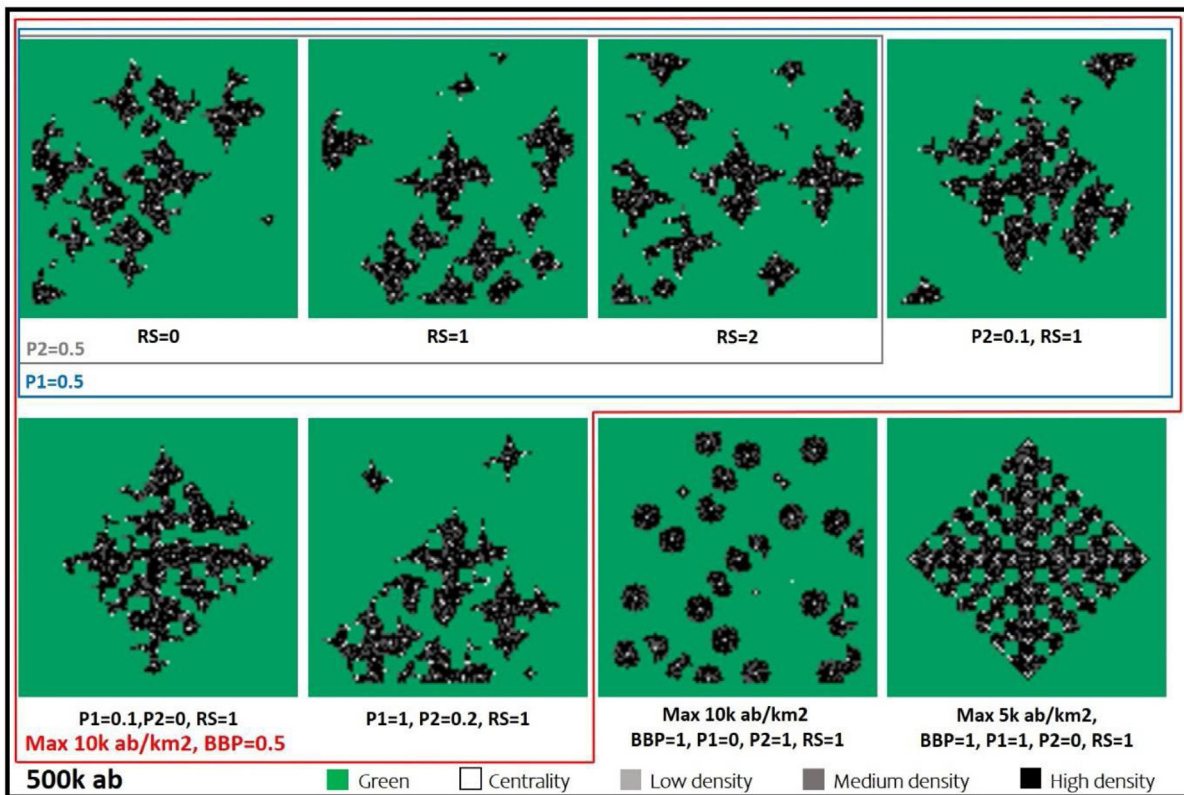 RS=0
RS=1
RS=2
P2=0.1, RS=1
P2=0.5
P1=0.5
P1=0.1,P2=0, RS=1
P1=1, P2=0.2, RS=1
Max 10k ab/km2
BBP=1, P1=0, P2=1, RS=1
Max 5k ab/km2,
BBP=1, P1=1, P2=0, RS=1
Max 10k ab/km2, BBP=0.5
500k ab
Green
Centrality
Low density
Medium density
High density